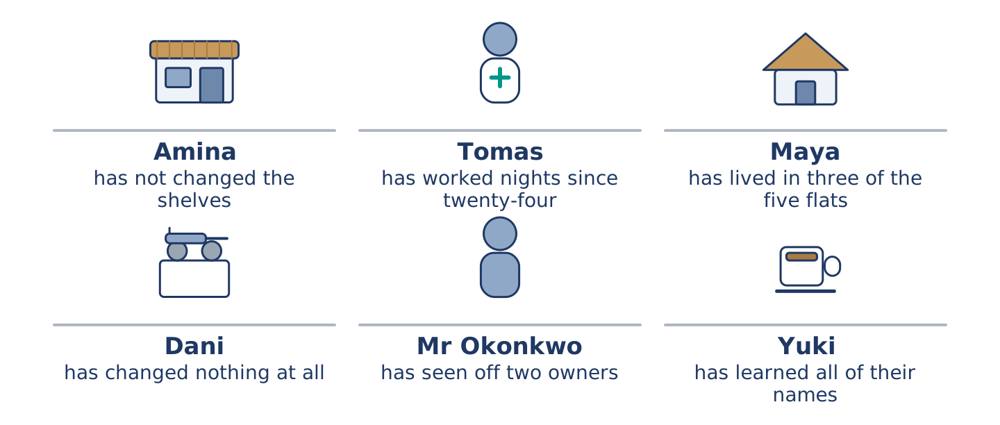 Amina
has not changed the
shelves
Tomas
has worked nights since
twenty-four
Maya
has lived in three of the
five flats
Dani
has changed nothing at all
Mr Okonkwo
has seen off two owners
Yuki
has learned all of their
names